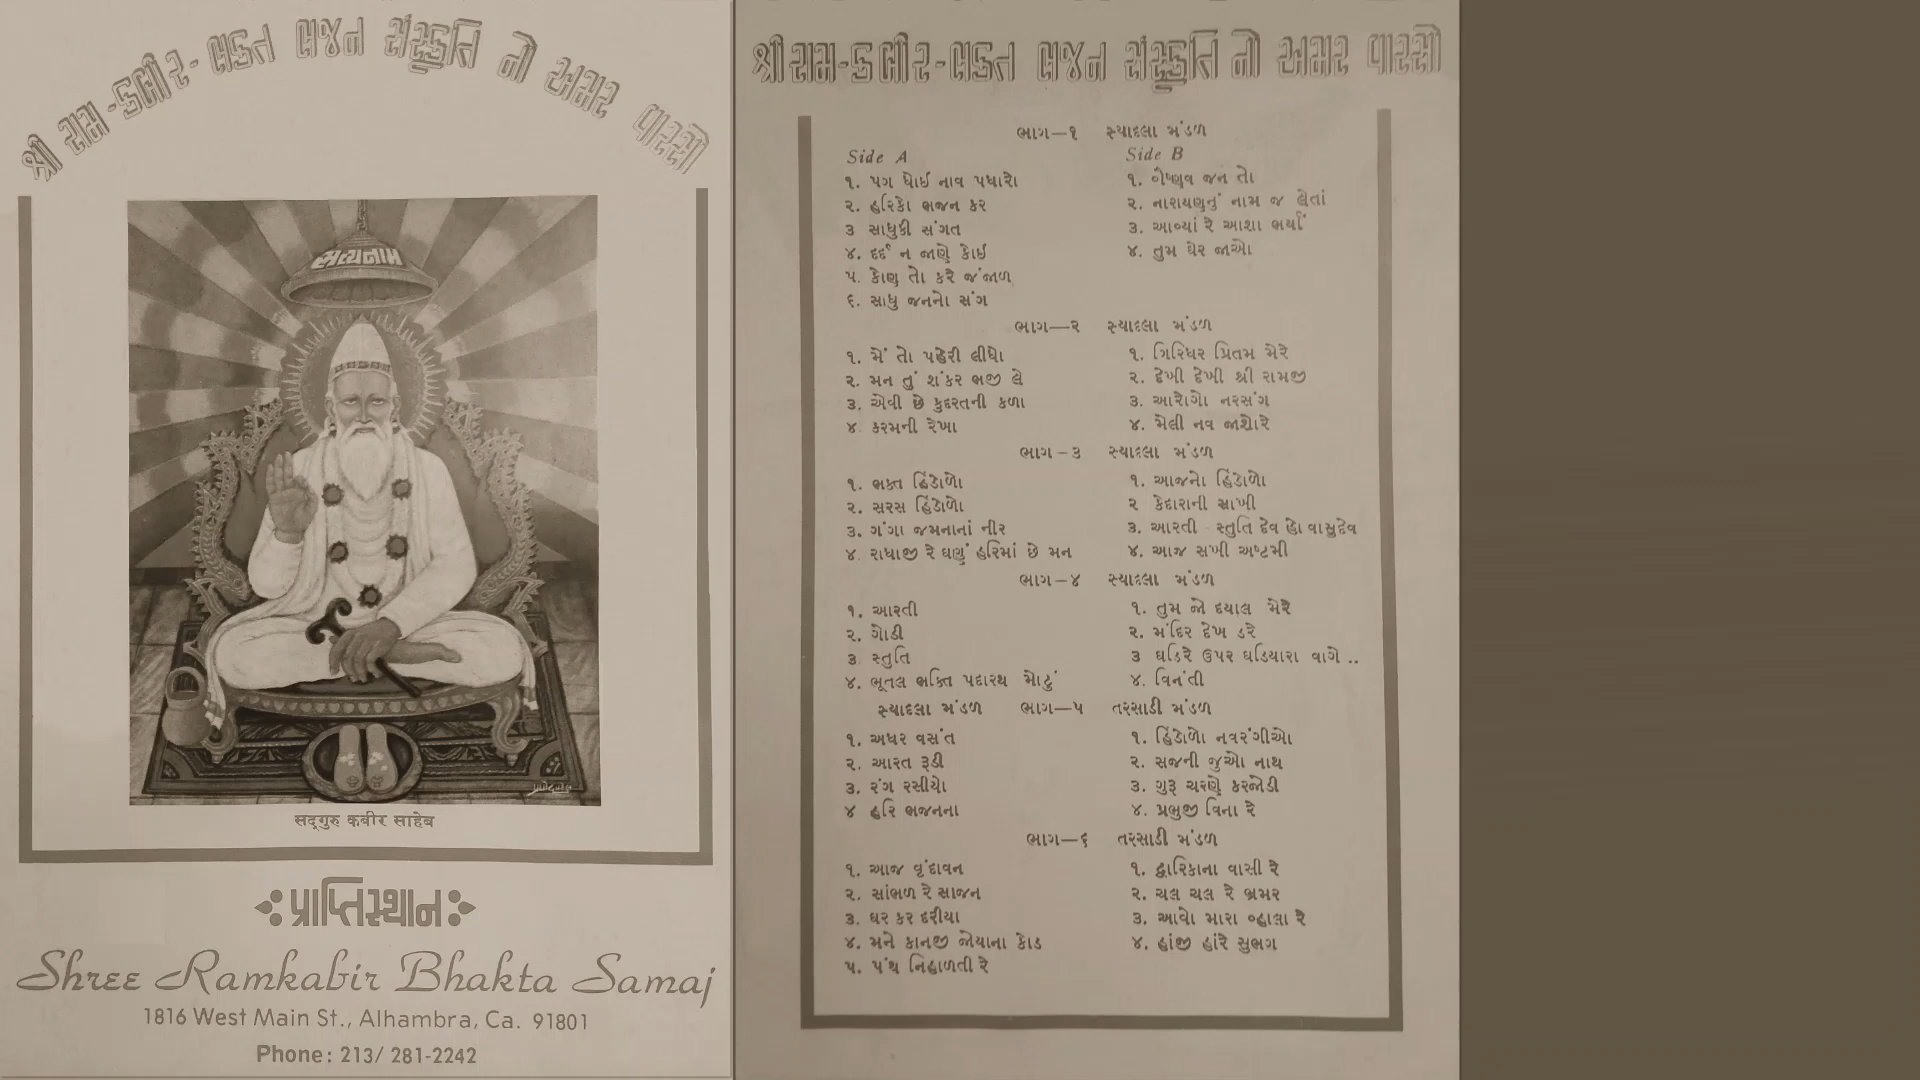 શ્રી રામ-કબીર-ભકત ભજન સંસ્કૃતિ નો અમર વારસો
સત્યનામ
सद्‌गुरु कबीर साहेब
પ્રાપ્તિસ્થાન
Shree Ramkabir Bhakta Samaj
1816 West Main St., Alhambra, Ca. 91801
Phone: 213/ 281-2242
શ્રી રામ-કબીર-ભકત ભજન સંસ્કૃતિ નો અમર વારસો
ભાગ—૧ સ્યાદલા મંડળ
Side A
Side B
૧. પગ ધોઈ નાવ પધારો
૨. હરિકો ભજન કર
૩ સાધુકી સંગત
૪. દર્દ ન જાણે કોઈ
૫. કોણ તો કરે જંજાળ
૬. સાધુ જનનો સંગ
૧. વૈષ્ણવ જન તો
૨. નારાયણનું નામ જ લેતાં
૩. આવ્યાં રે આશા ભર્યાં
૪. તુમ ઘેર જાઓ
ભાગ—૨ સ્યાદલા મંડળ
૧. મેં તો પહેરી લીધો
૨. મન તું શંકર ભજી લે
૩. એવી છે કુદરતની કળા
૪. કરમની રેખા
૧. ગિરિધર પ્રિતમ મેરે
૨. દેખી દેખી શ્રી રામજી
૩. આરોગો નરસંગ
૪. મેલી નવ જાશોરે
ભાગ-૩ સ્યાદલા મંડળ
૧. ભક્ત હિંડોળો
૨. સરસ હિંડોળો
૩. ગંગા જમનાનાં નીર
૪. રાધાજી રે ઘણું હરિમાં છે મન
૧. આજનો હિંડોળો
૨ કેદારાની સાખી
૩. આરતી - સ્તુતિ દેવ હો વાસુદેવ
૪. આજ સખી અષ્ટમી
ભાગ-૪ સ્યાદલા મંડળ
૧. આરતી
૨. ગોડી
૩. સ્તુતિ
૪. ભૂતલ ભક્તિ પદારથ મોટું
૧. તુમ જો દયાલ મેરે
૨. મંદિર દેખ ડરે
૩ ઘડિરે ઉપર ઘડિયારા વાગે ..
૪. વિનંતી
સ્યાદલા મંડળ ભાગ—૫ તરસાડી મંડળ
૧. અધર વસંત
૨. આરત રૂડી
૩. રંગ રસીયો
૪ હરિ ભજનના
૧. હિંડોળો નવરંગીઓ
૨. સજની જુઓ નાથ
૩. ગુરૂ ચરણે કરજોડી
૪. પ્રભુજી વિના રે
ભાગ—૬ તરસાડી મંડળ
૧. આજ વૃંદાવન
૨. સાંભળ રે સાજન
૩. ઘર કર દરીયા
૪. મને કાનજી જોયાના કોડ
૫. પંથ નિહાળતી રે
૧. દ્વારિકાના વાસી રે
૨. ચલ ચલ રે ભ્રમર
૩. આવો મારા વ્હાલા રે
૪. હાંજી હાંરે સુભગ